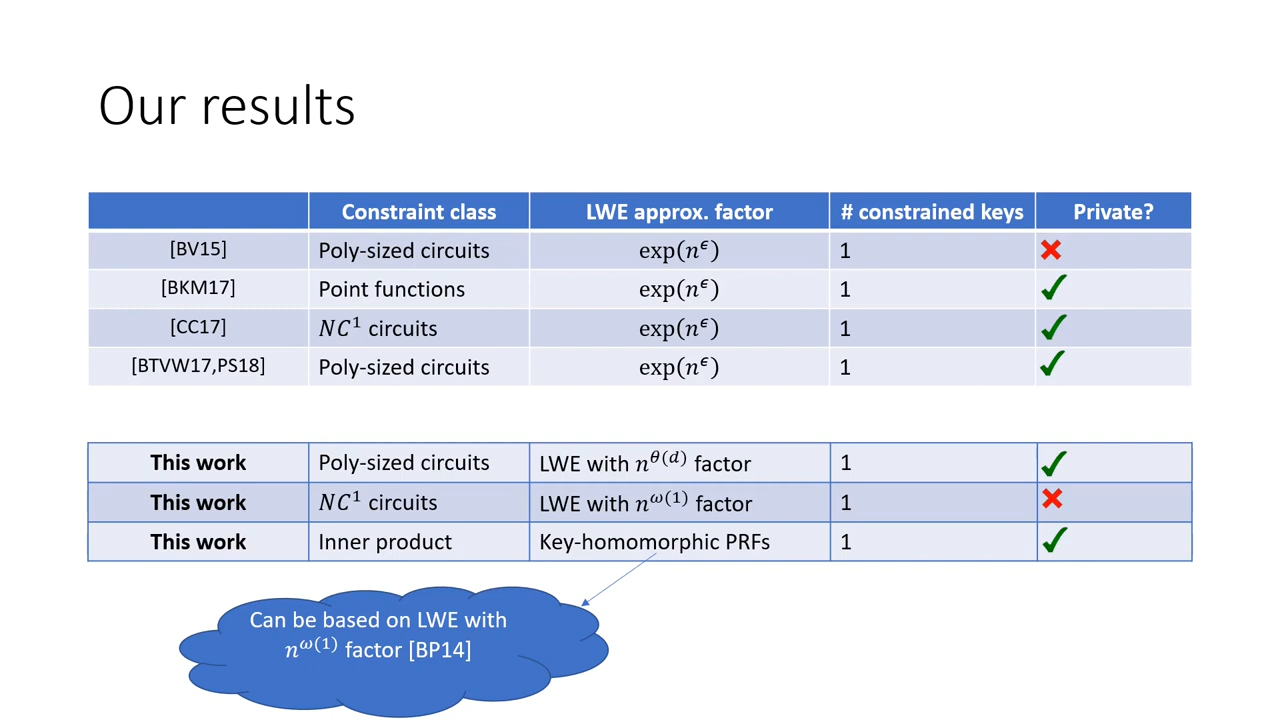 Our results
Constraint class LWE approx. factor # constrained keys Private?
[BV15] Poly-sized circuits exp(n^ϵ) 1 ✖
[BKM17] Point functions exp(n^ϵ) 1 ✔
[CC17] NC^1 circuits exp(n^ϵ) 1 ✔
[BTVW17,PS18] Poly-sized circuits exp(n^ϵ) 1 ✔
This work Poly-sized circuits LWE with n^θ(d) factor 1 ✔
This work NC^1 circuits LWE with n^ω(1) factor 1 ✖
This work Inner product Key-homomorphic PRFs 1 ✔
Can be based on LWE with
n^ω(1) factor [BP14]